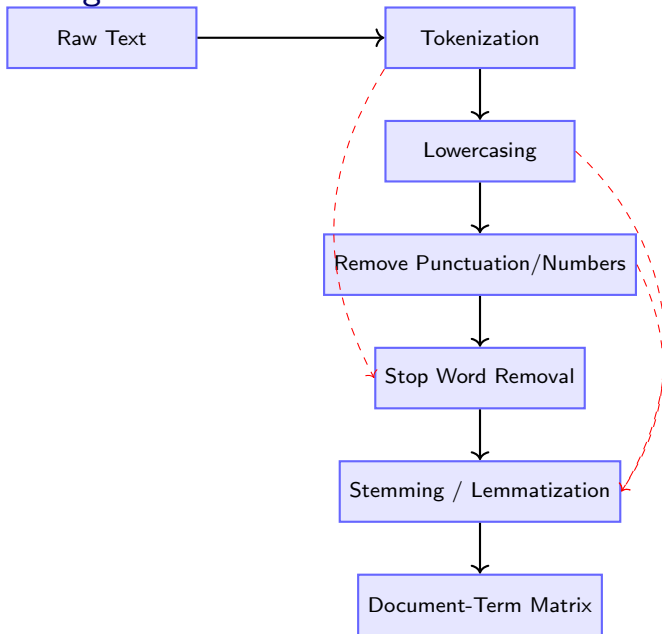 Raw Text
Tokenization
Lowercasing
Remove Punctuation/Numbers
Stop Word Removal
Stemming / Lemmatization
Document-Term Matrix